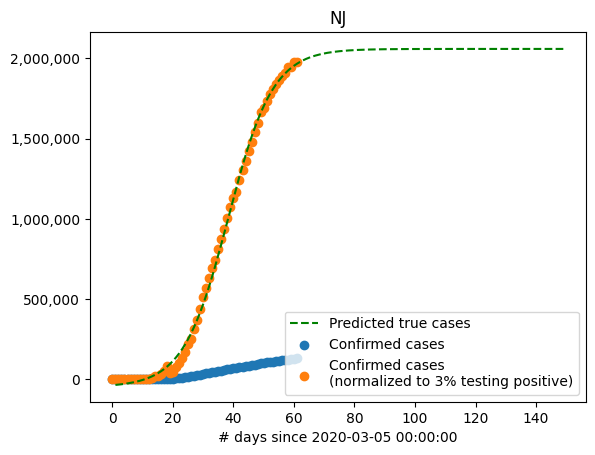 NJ
2,000,000
1,500,000
1,000,000
500,000
0
Predicted true cases
Confirmed cases
Confirmed cases
(normalized to 3% testing positive)
0 20 40 60 80 100 120 140
# days since 2020-03-05 00:00:00